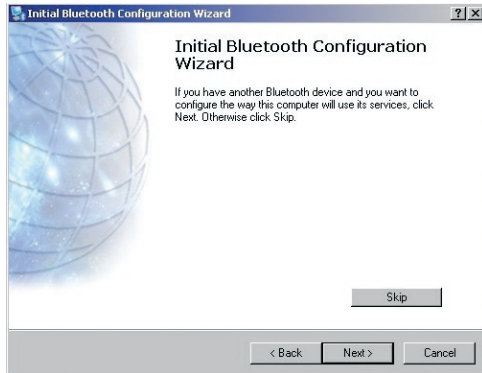 Initial Bluetooth Configuration Wizard
Initial Bluetooth Configuration
Wizard
If you have another Bluetooth device and you want to
configure the way this computer will use its services, click
Next. Otherwise click Skip.
Skip
< Back Next > Cancel